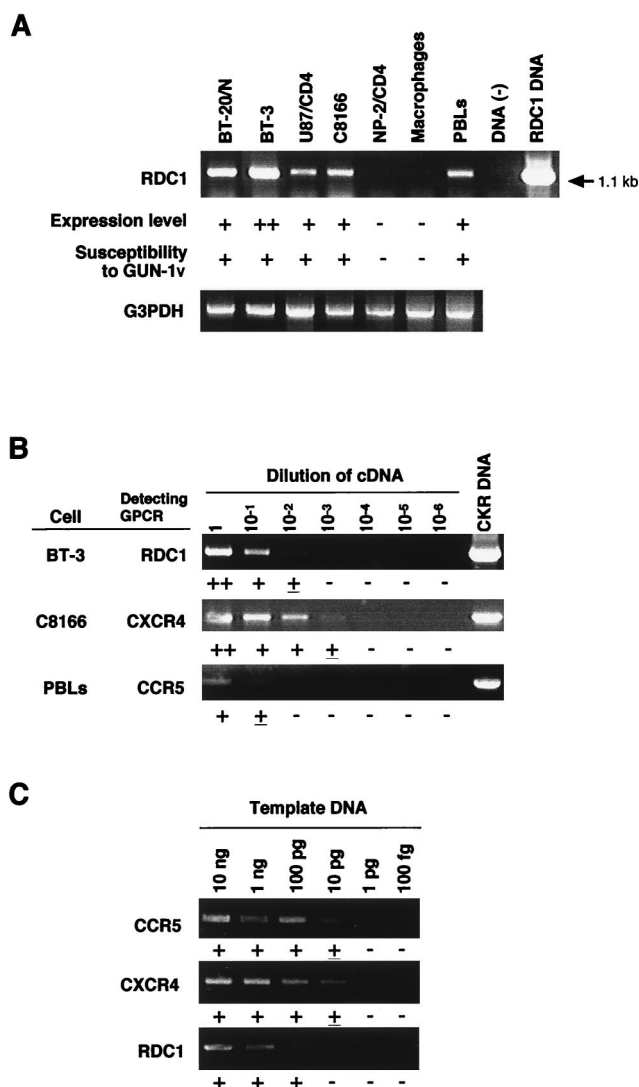 A
BT-20/N BT-3 U87/CD4 C8166 NP-2/CD4 Macrophages PBLs DNA (-) RDC1 DNA
RDC1 1.1 kb
Expression level + ++ + + - - +
Susceptibility
to GUN-1v + + + + - - +
G3PDH
B
Dilution of cDNA
Cell Detecting
GPCR 1 10-1 10-2 10-3 10-4 10-5 10-6 CKR DNA
BT-3 RDC1
++ + ± - - - -
C8166 CXCR4
++ + + ± - - -
PBLs CCR5
+ ± - - - - -
C
Template DNA
10 ng 1 ng 100 pg 10 pg 1 pg 100 fg
CCR5
+ + + ± - -
CXCR4
+ + + ± - -
RDC1
+ + + - - -